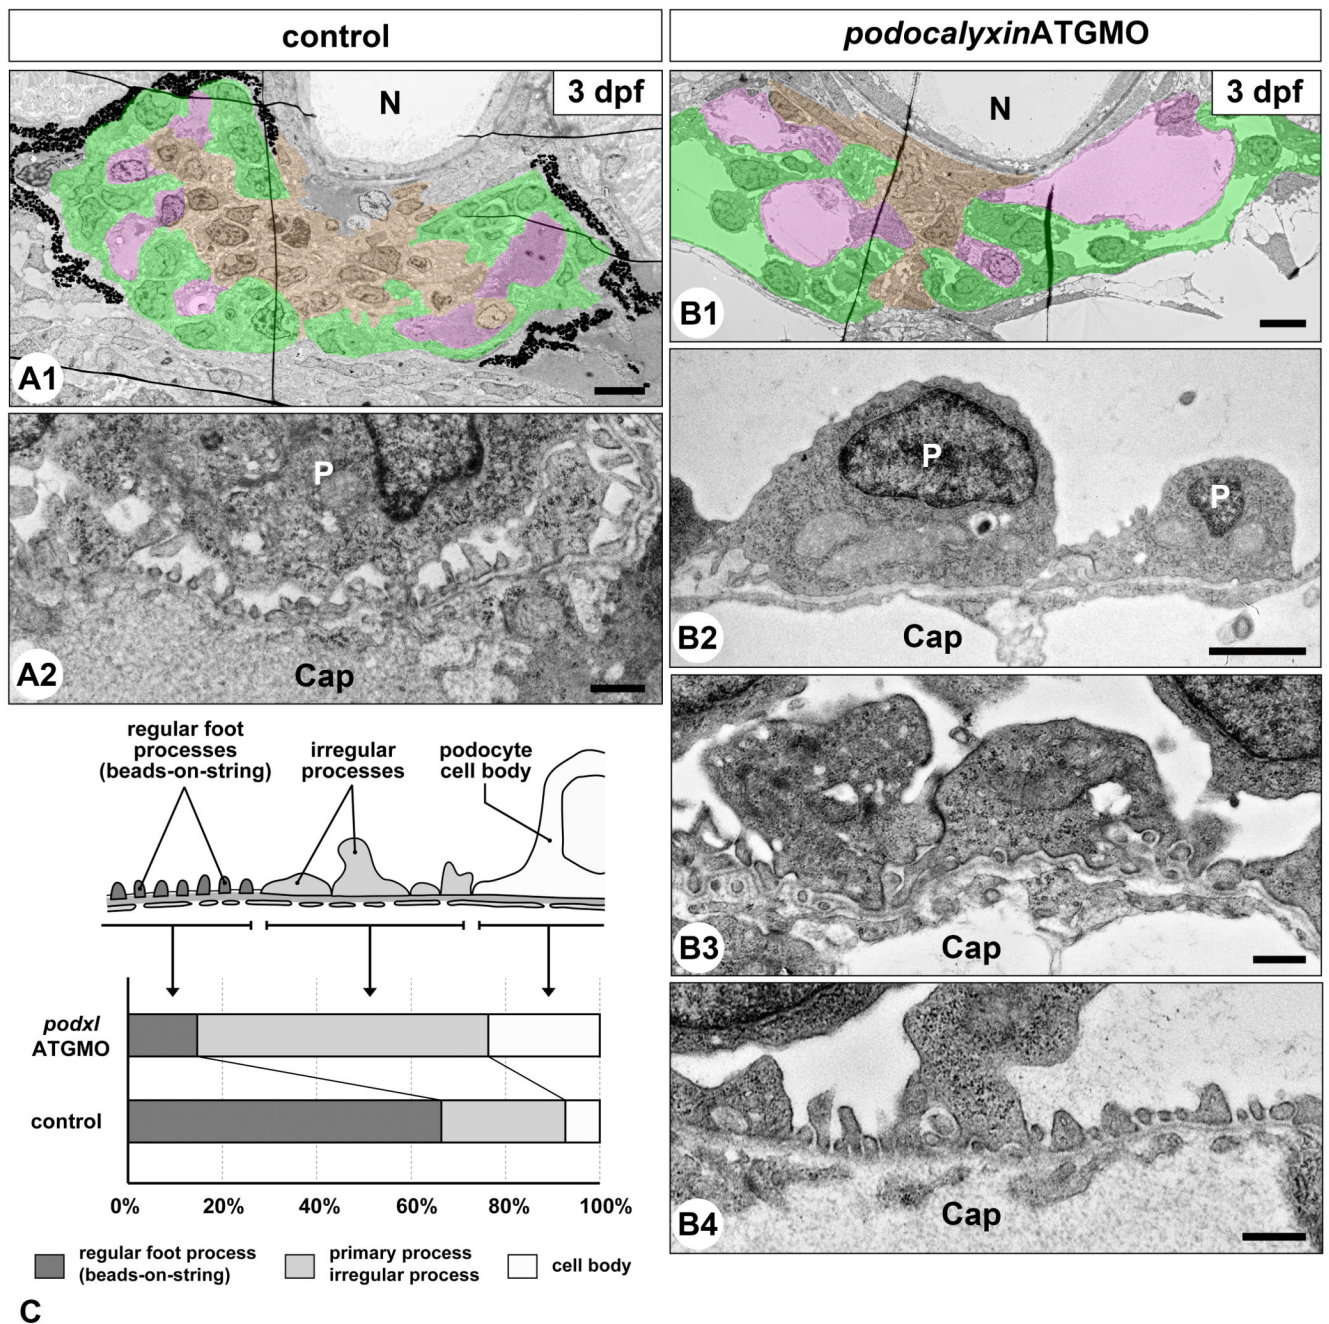 control
podocalyxinATGMO
3 dpf
N
A1
3 dpf
N
B1
P
Cap
A2
P
P
Cap
B2
Cap
B3
Cap
B4
regular foot
processes
(beads-on-string)
irregular
processes
podocyte
cell body
podxl
ATGMO
control
0%
20%
40%
60%
80%
100%
regular foot process
(beads-on-string)
primary process
irregular process
cell body
C